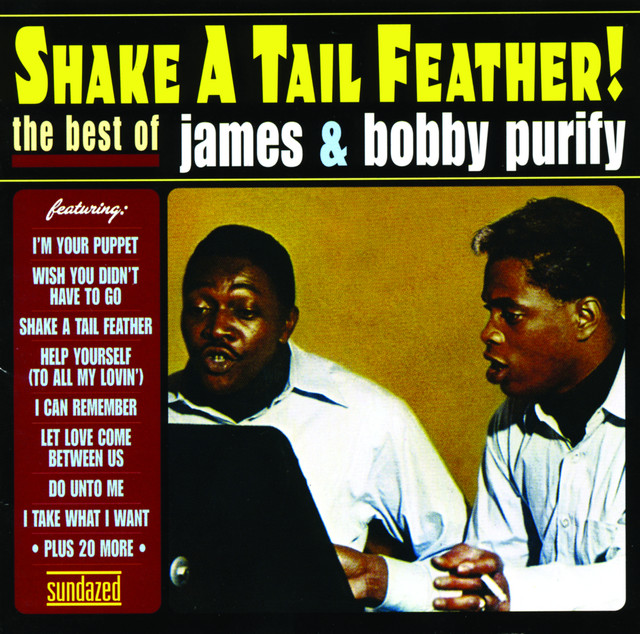 SHAKE A TAIL FEATHER!
the best of james & bobby purify
featuring:
I'M YOUR PUPPET
WISH YOU DIDN'T
HAVE TO GO
SHAKE A TAIL FEATHER
HELP YOURSELF
(TO ALL MY LOVIN')
I CAN REMEMBER
LET LOVE COME
BETWEEN US
DO UNTO ME
I TAKE WHAT I WANT
• PLUS 20 MORE •
sundazed